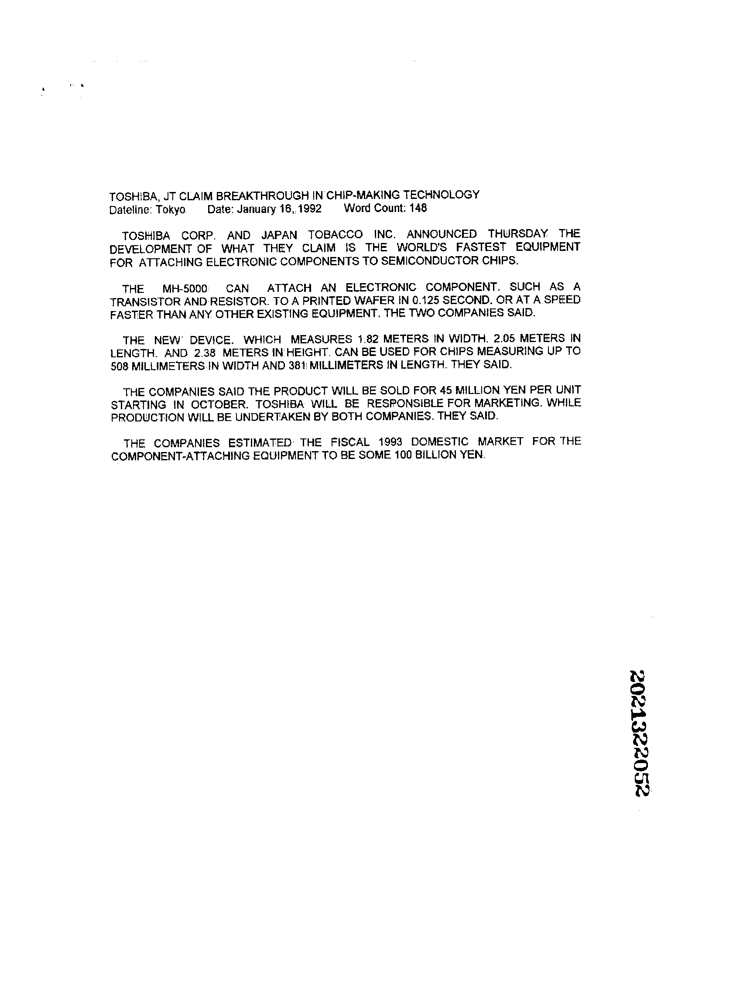 TOSHIBA, JT CLAIM BREAKTHROUGH IN CHIP-MAKING TECHNOLOGY
Dateline: Tokyo Date: January 16, 1992 Word Count: 148
TOSHIBA CORP. AND JAPAN TOBACCO INC. ANNOUNCED THURSDAY THE
DEVELOPMENT OF WHAT THEY CLAIM IS THE WORLD'S FASTEST EQUIPMENT
FOR ATTACHING ELECTRONIC COMPONENTS TO SEMICONDUCTOR CHIPS.
THE MH-5000 CAN ATTACH AN ELECTRONIC COMPONENT. SUCH AS A
TRANSISTOR AND RESISTOR. TO A PRINTED WAFER IN 0.125 SECOND. OR AT A SPEED
FASTER THAN ANY OTHER EXISTING EQUIPMENT. THE TWO COMPANIES SAID.
THE NEW DEVICE. WHICH MEASURES 1.82 METERS IN WIDTH. 2.05 METERS IN
LENGTH. AND 2.38 METERS IN HEIGHT. CAN BE USED FOR CHIPS MEASURING UP TO
508 MILLIMETERS IN WIDTH AND 381 MILLIMETERS IN LENGTH. THEY SAID.
THE COMPANIES SAID THE PRODUCT WILL BE SOLD FOR 45 MILLION YEN PER UNIT
STARTING IN OCTOBER. TOSHIBA WILL BE RESPONSIBLE FOR MARKETING. WHILE
PRODUCTION WILL BE UNDERTAKEN BY BOTH COMPANIES. THEY SAID.
THE COMPANIES ESTIMATED THE FISCAL 1993 DOMESTIC MARKET FOR THE
COMPONENT-ATTACHING EQUIPMENT TO BE SOME 100 BILLION YEN.
2021322052